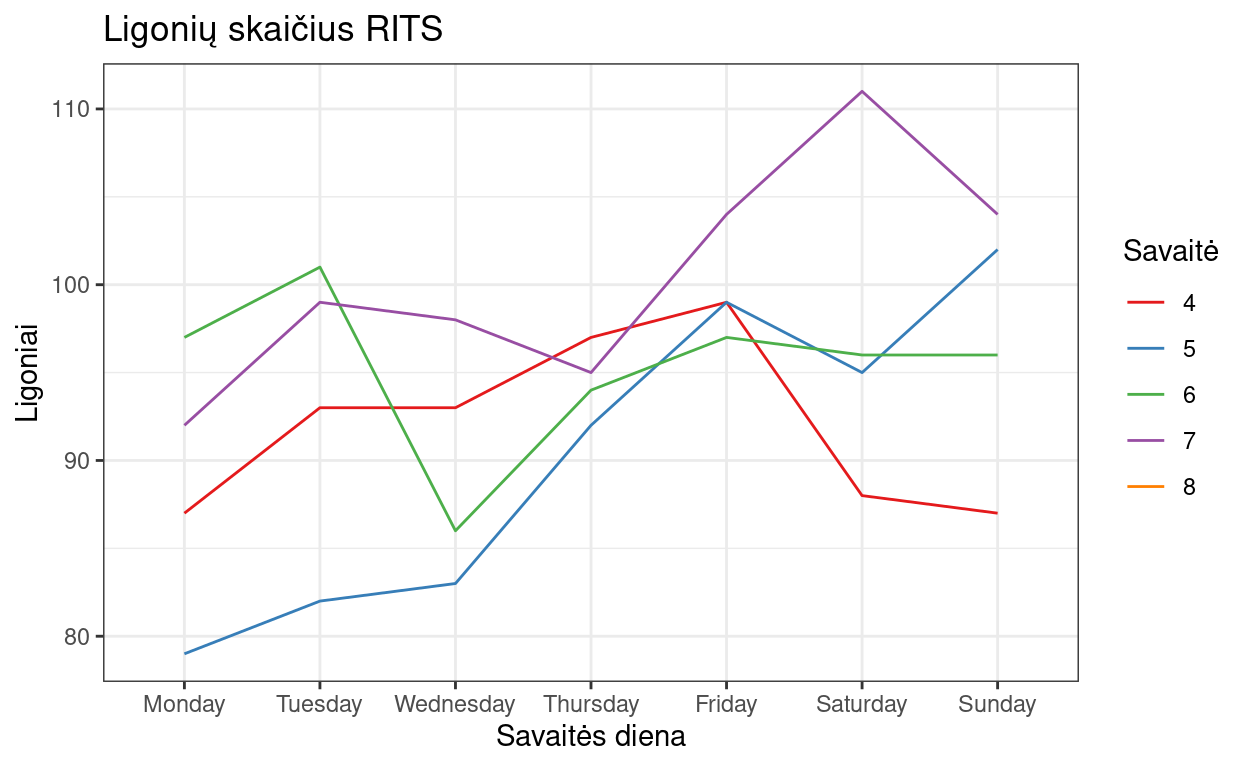 Ligonių skaičius RITS
110
100
90
80
Ligoniai
Monday Tuesday Wednesday Thursday Friday Saturday Sunday
Savaitės diena
Savaitė
4
5
6
7
8